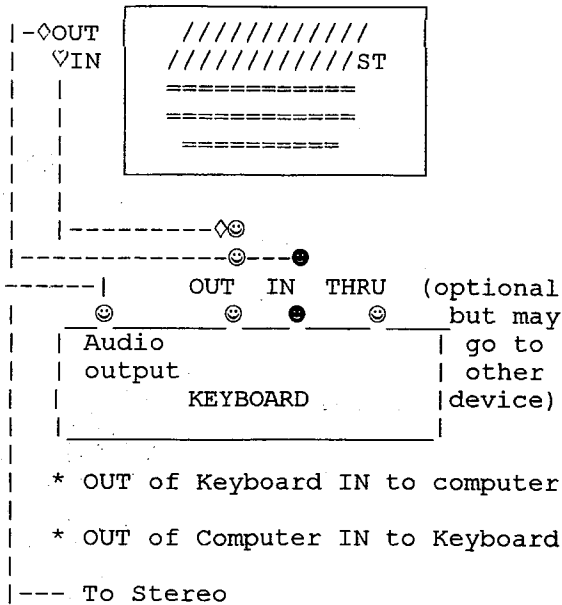 OUT
IN
ST
OUT IN THRU (optional
but may
Audio go to
output other
KEYBOARD device)
* OUT of Keyboard IN to computer
* OUT of Computer IN to Keyboard
To Stereo